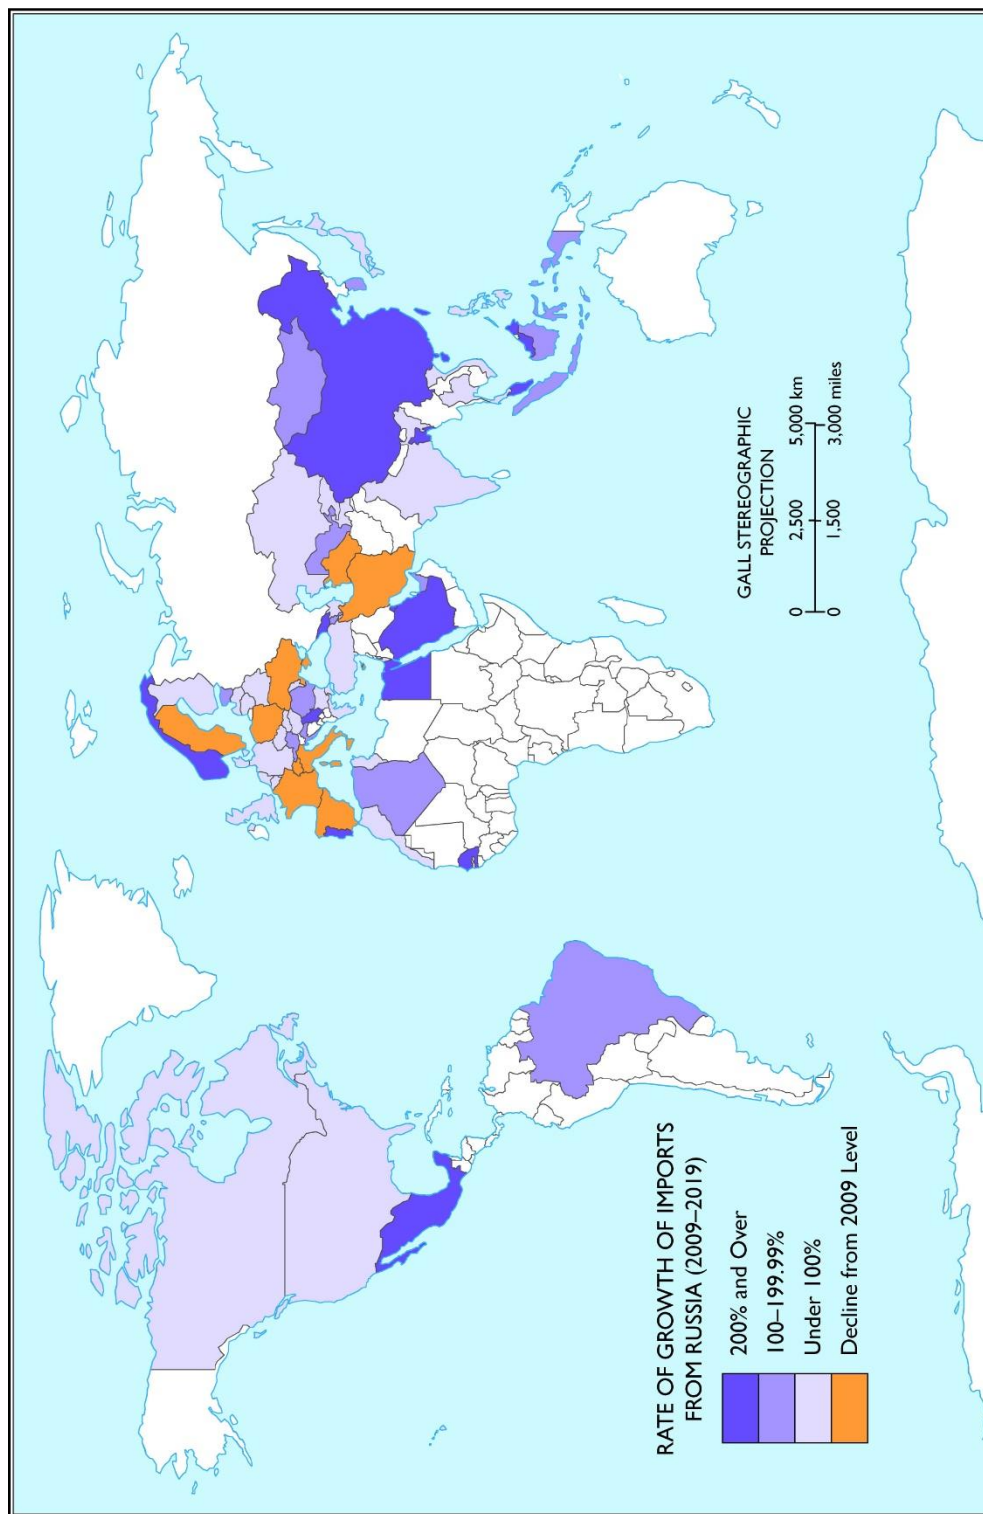 RATE OF GROWTH OF IMPORTS
FROM RUSSIA (2009–2019)
200% and Over
100–199.99%
Under 100%
Decline from 2009 Level
GALL STEREOGRAPHIC
PROJECTION
0 2,500 5,000 km
0 1,500 3,000 miles